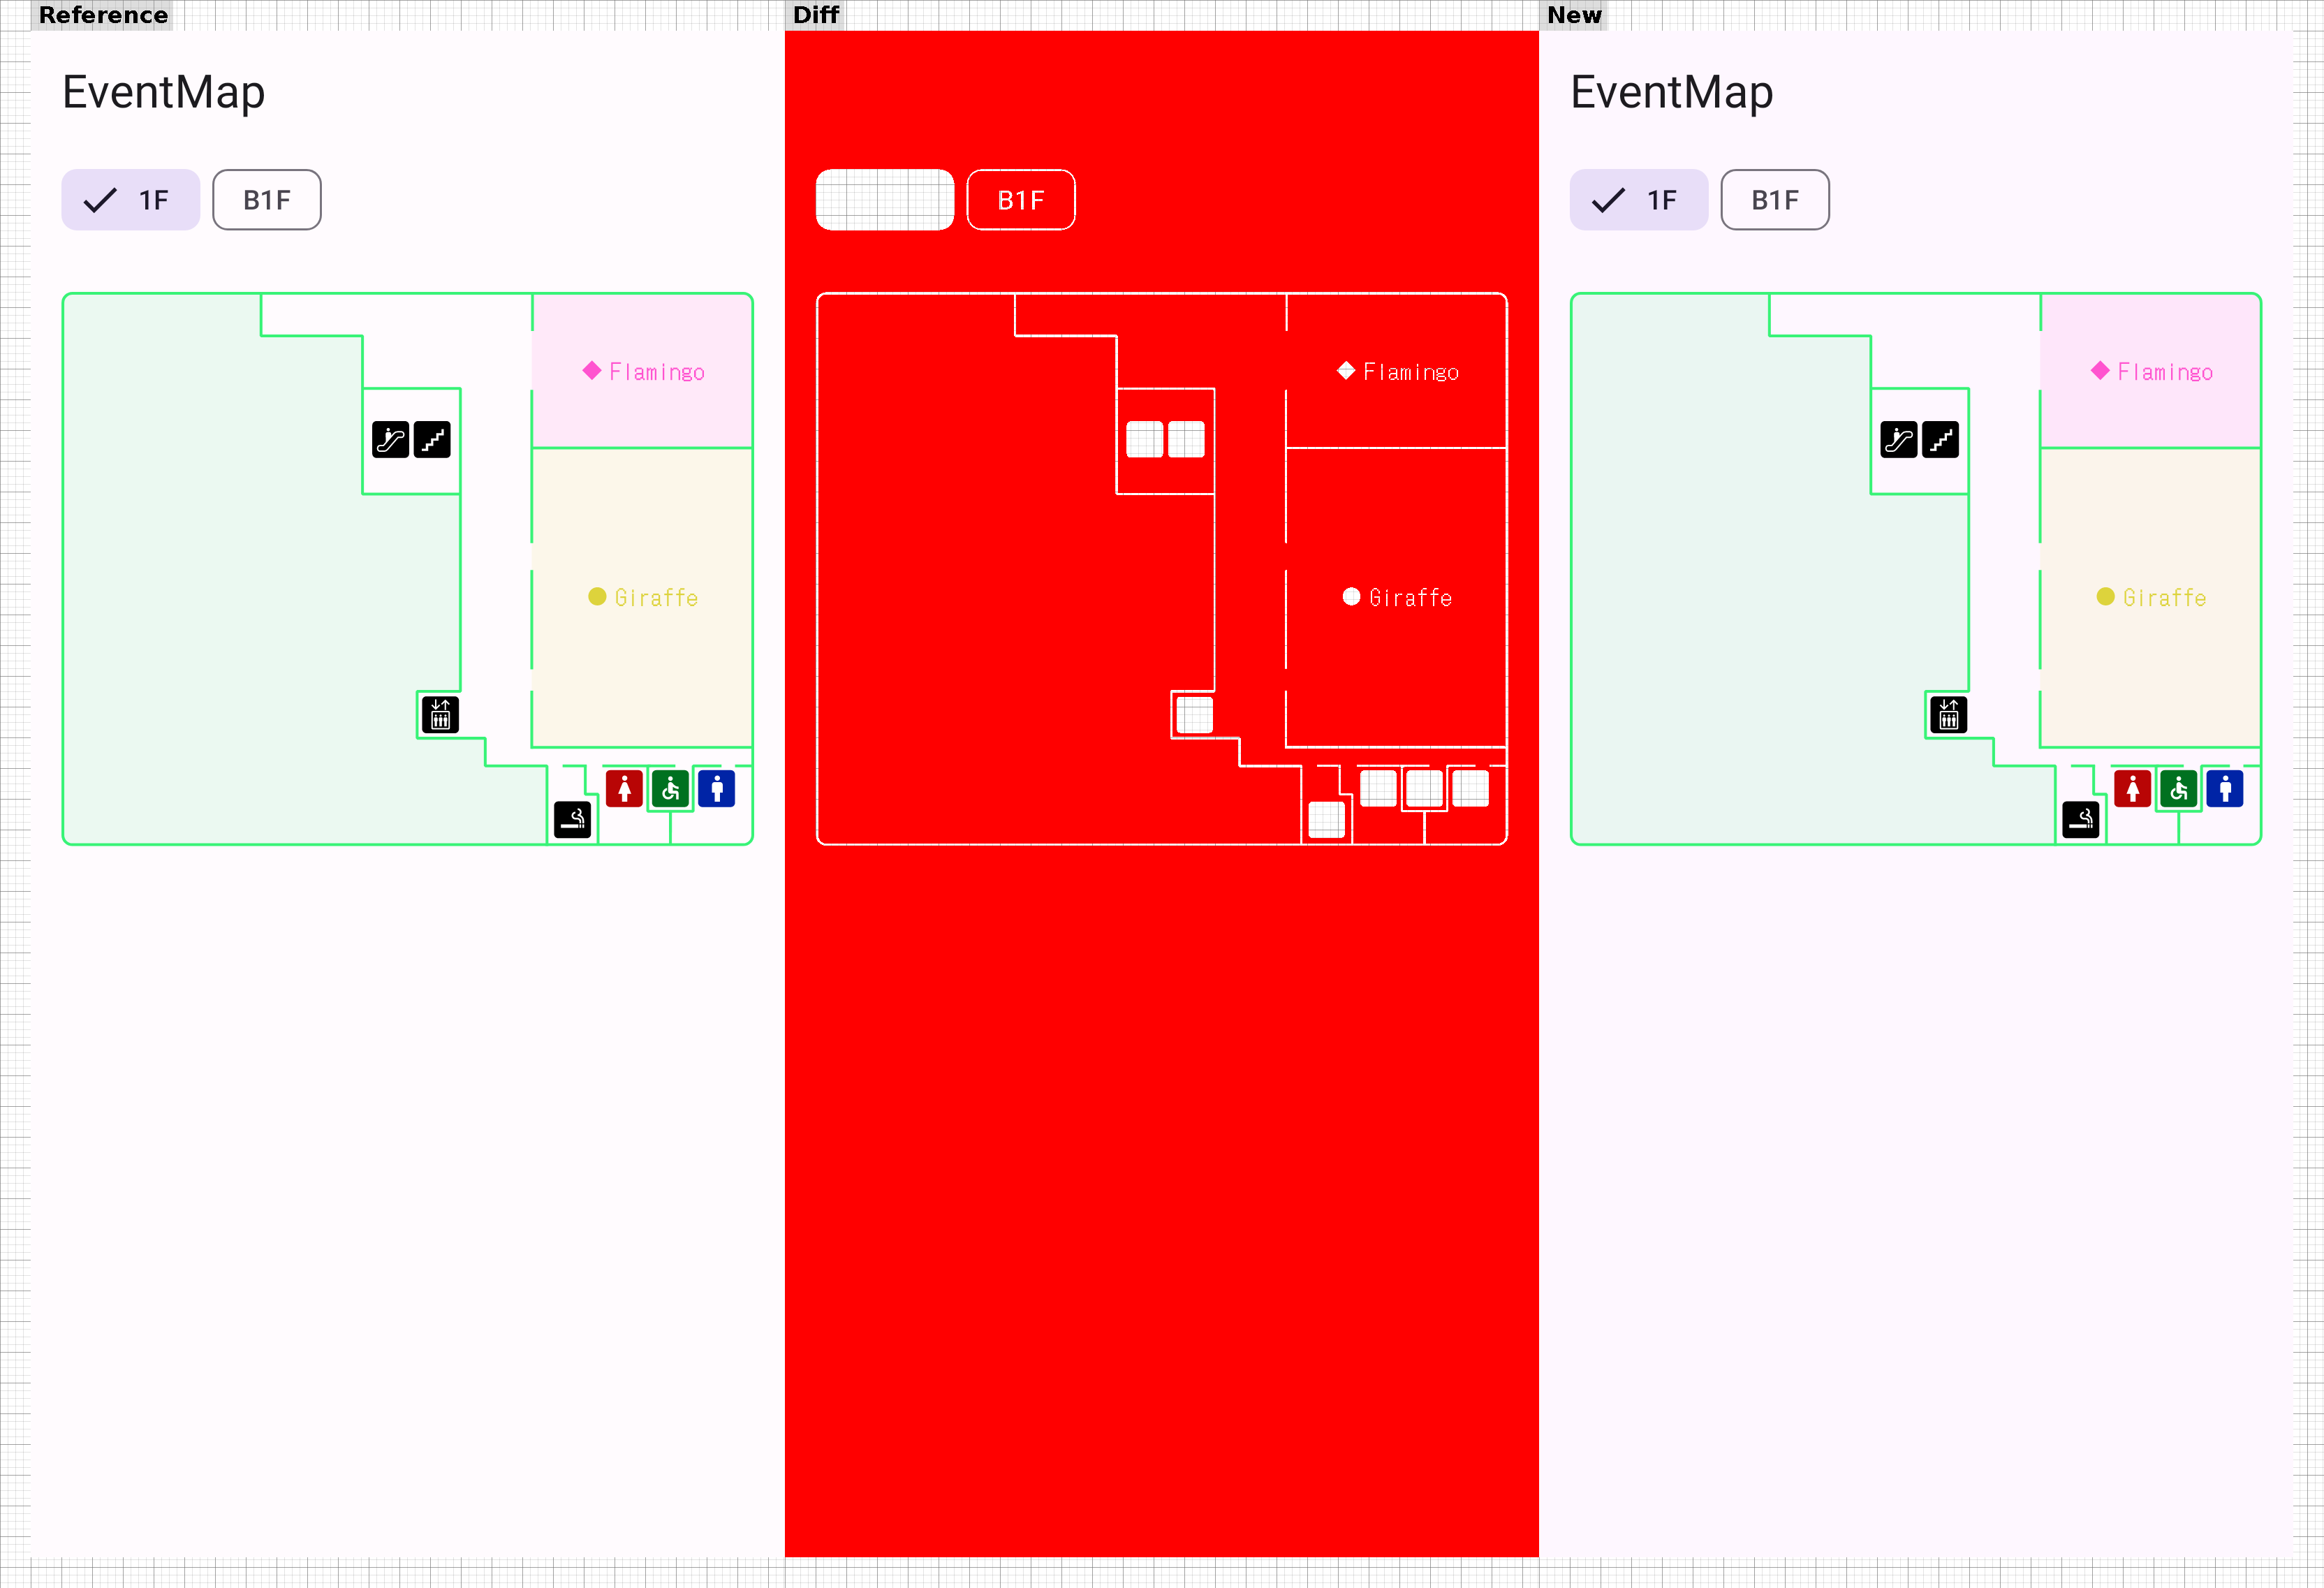 Reference
Diff
New
EventMap
EventMap
1F
B1F
B1F
1F
B1F
Flamingo
Flamingo
Flamingo
Giraffe
Giraffe
Giraffe